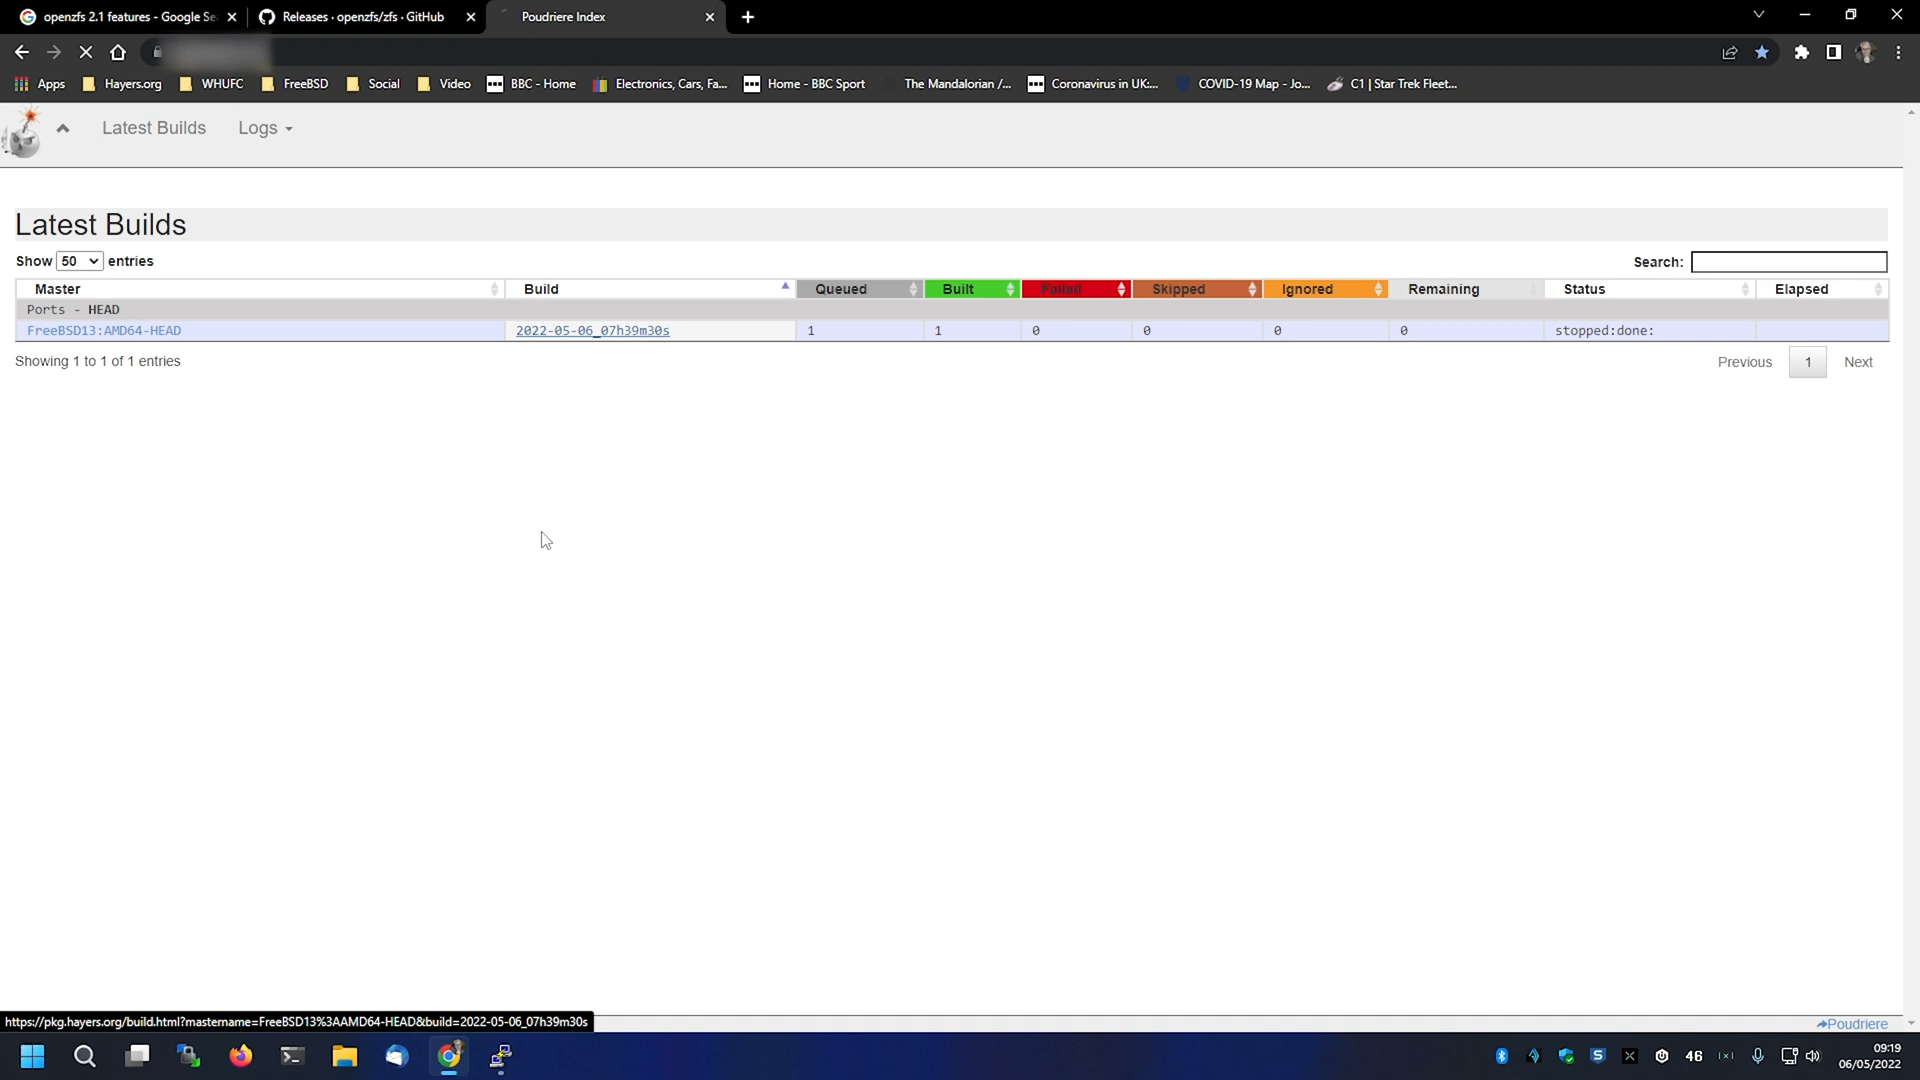 openzfs 2.1 features - Google Se
Releases · openzfs/zfs · GitHub
Poudriere Index
Apps
Hayers.org
WHUFC
FreeBSD
Social
Video
BBC - Home
Electronics, Cars, Fa...
Home - BBC Sport
The Mandalorian /...
Coronavirus in UK:...
COVID-19 Map - Jo...
C1 | Star Trek Fleet...
Latest Builds
Logs
Latest Builds
Show 50 entries
Search:
Master Build Queued Built Failed Skipped Ignored Remaining Status Elapsed
Ports - HEAD
FreeBSD13:AMD64-HEAD 2022-05-06_07h39m30s 1 1 0 0 0 0 stopped:done:
Showing 1 to 1 of 1 entries
Previous 1 Next
https://pkg.hayers.org/build.html?mastername=FreeBSD13%3AAMD64-HEAD&build=2022-05-06_07h39m30s
Poudriere
46
09:19
06/05/2022